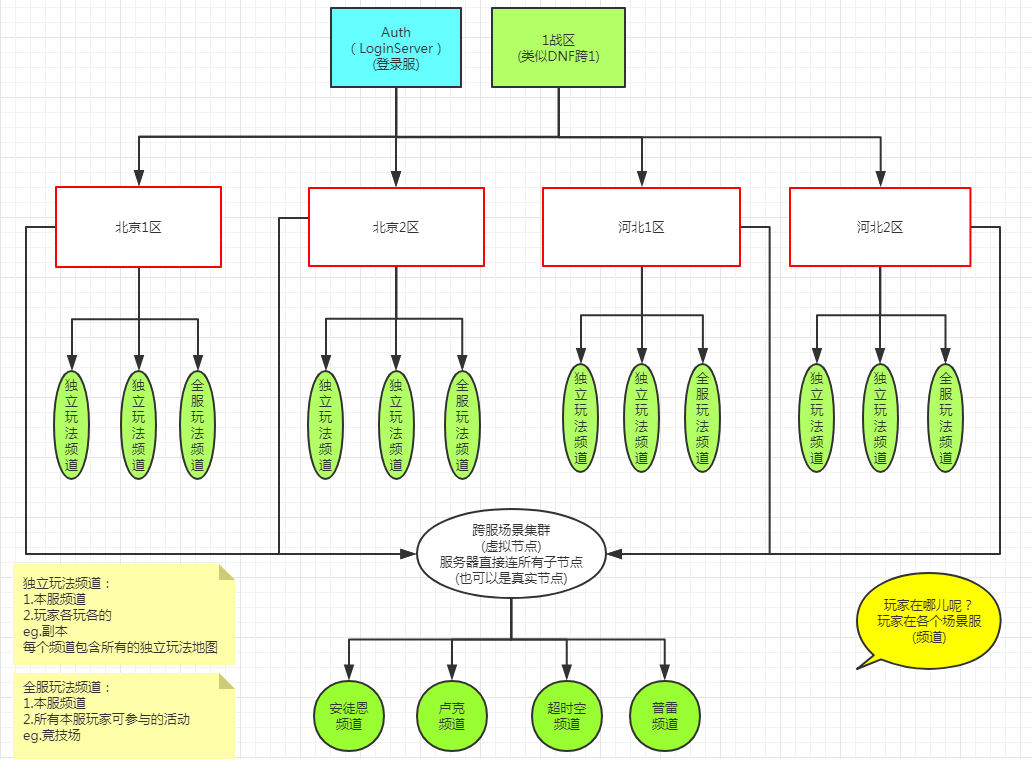 Auth
（LoginServer）
(登录服)
1战区
(类似DNF跨1)
北京1区
北京2区
河北1区
河北2区
独立玩法频道
独立玩法频道
全服玩法频道
独立玩法频道
独立玩法频道
全服玩法频道
独立玩法频道
独立玩法频道
全服玩法频道
独立玩法频道
独立玩法频道
全服玩法频道
跨服场景集群
(虚拟节点)
服务器直接连所有子节点
(也可以是真实节点)
独立玩法频道：
1.本服频道
2.玩家各玩各的
eg.副本
每个频道包含所有的独立玩法地图
玩家在哪儿呢？
玩家在各个场景服
(频道)
全服玩法频道：
1.本服频道
2.所有本服玩家可参与的活动
eg.竞技场
安徒恩
频道
卢克
频道
超时空
频道
普雷
频道